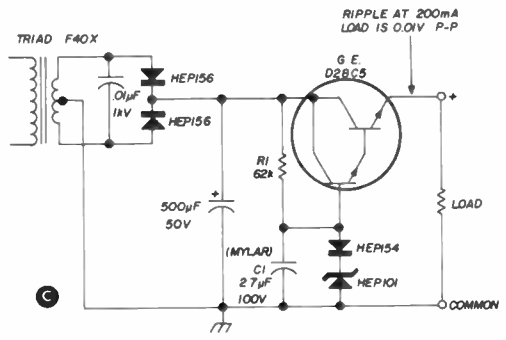 RIPPLE AT 200mA
LOAD IS 0.01V P-P
TRIAD F40X
G E.
D28C5
HEP156
.01µF
1kV
HEP156
+
R1
62k
+
500µF
50V
LOAD
(MYLAR)
C1
2 7µF
100V
HEP154
HEP101
C
COMMON